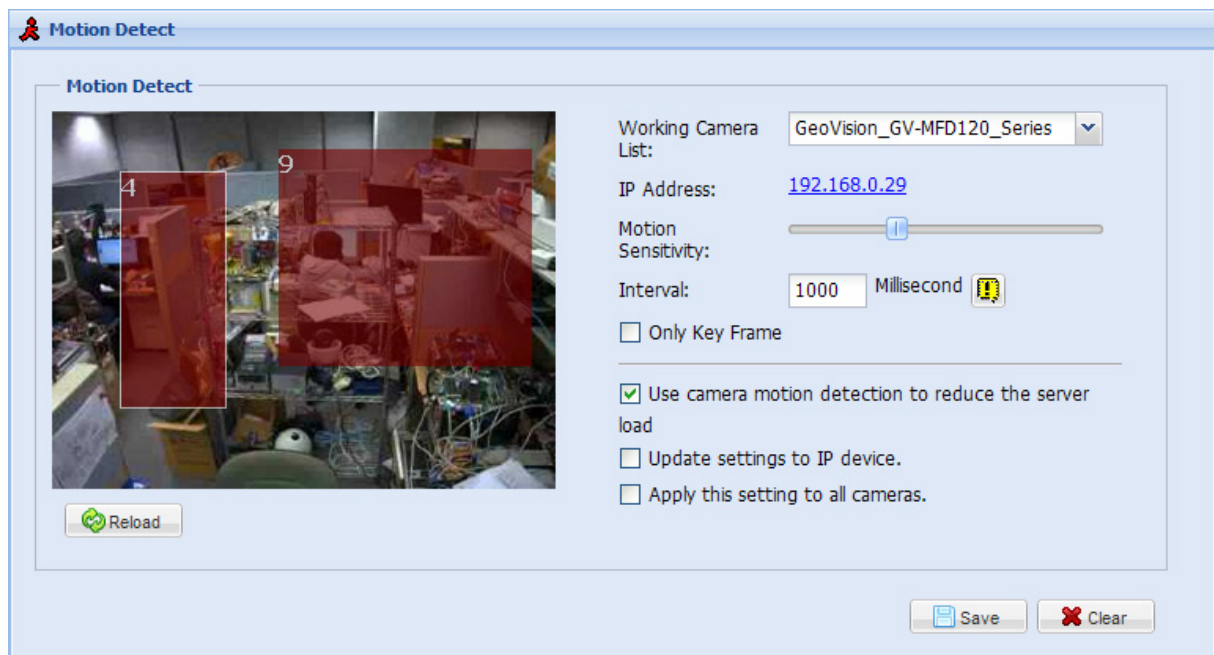 Motion Detect
Motion Detect
4
9
Working Camera
List:
GeoVision_GV-MFD120_Series
IP Address:
192.168.0.29
Motion
Sensitivity:
Interval:
1000
Millisecond
Only Key Frame
Use camera motion detection to reduce the server
load
Update settings to IP device.
Apply this setting to all cameras.
Reload
Save
Clear